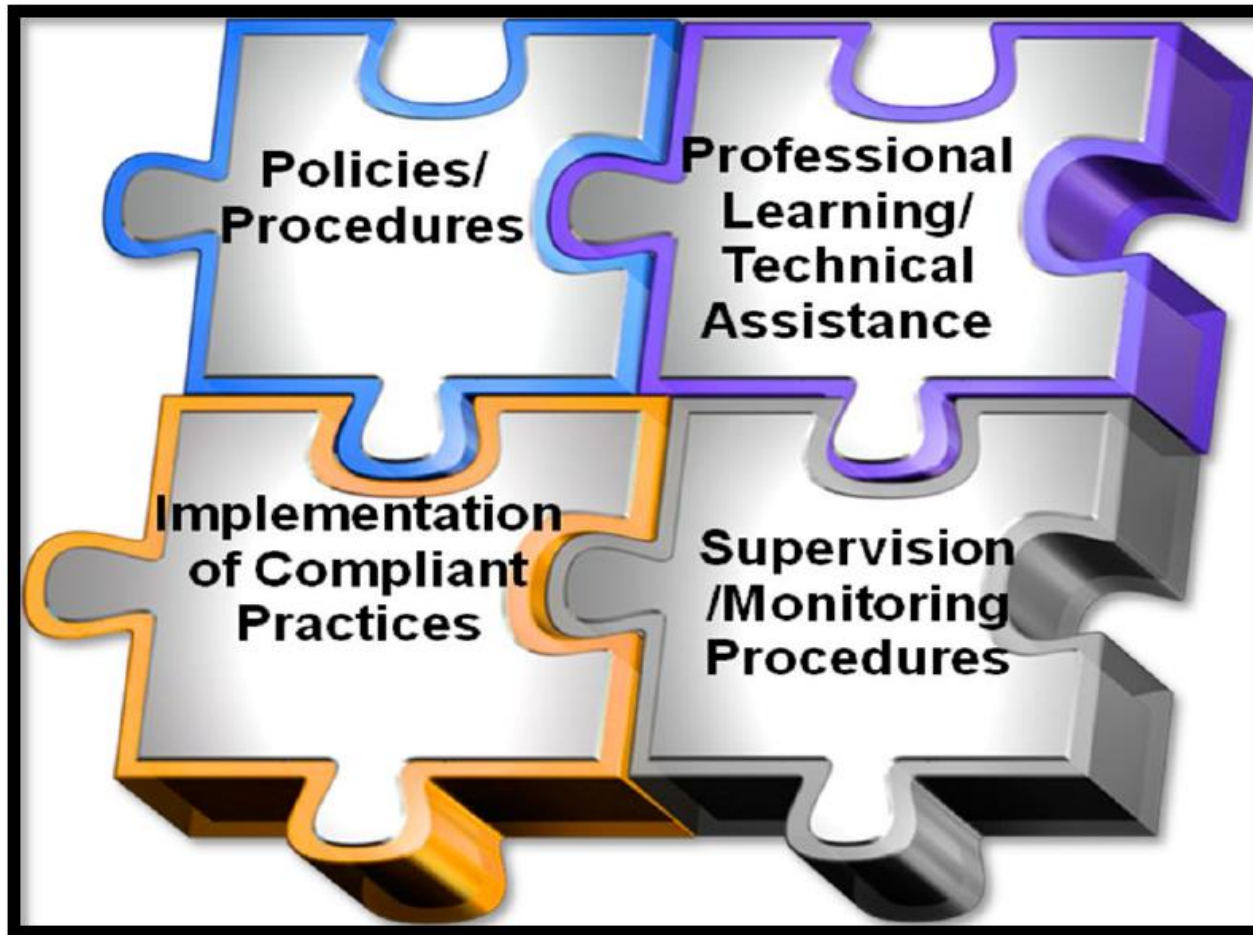 Policies/
Procedures
Professional
Learning/
Technical
Assistance
Implementation
of Compliant
Practices
Supervision
/Monitoring
Procedures